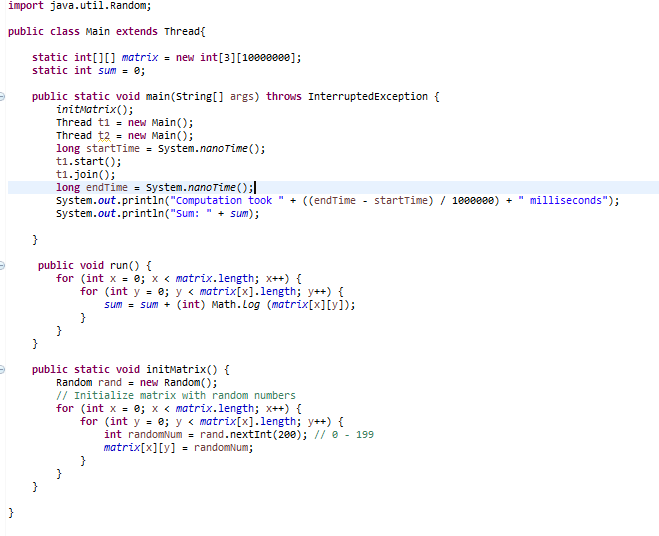 import java.util.Random;
public class Main extends Thread{
static int[][] matrix = new int[3][10000000];
static int sum = 0;
public static void main(String[] args) throws InterruptedException {
initMatrix();
Thread t1 = new Main();
Thread t2 = new Main();
long startTime = System.nanoTime();
t1.start();
t1.join();
long endTime = System.nanoTime();
System.out.println("Computation took " + ((endTime - startTime) / 1000000) + " milliseconds");
System.out.println("Sum: " + sum);
}
public void run() {
for (int x = 0; x < matrix.length; x++) {
for (int y = 0; y < matrix[x].length; y++) {
sum = sum + (int) Math.log (matrix[x][y]);
}
}
}
public static void initMatrix() {
Random rand = new Random();
// Initialize matrix with random numbers
for (int x = 0; x < matrix.length; x++) {
for (int y = 0; y < matrix[x].length; y++) {
int randomNum = rand.nextInt(200); // 0 - 199
matrix[x][y] = randomNum;
}
}
}
}